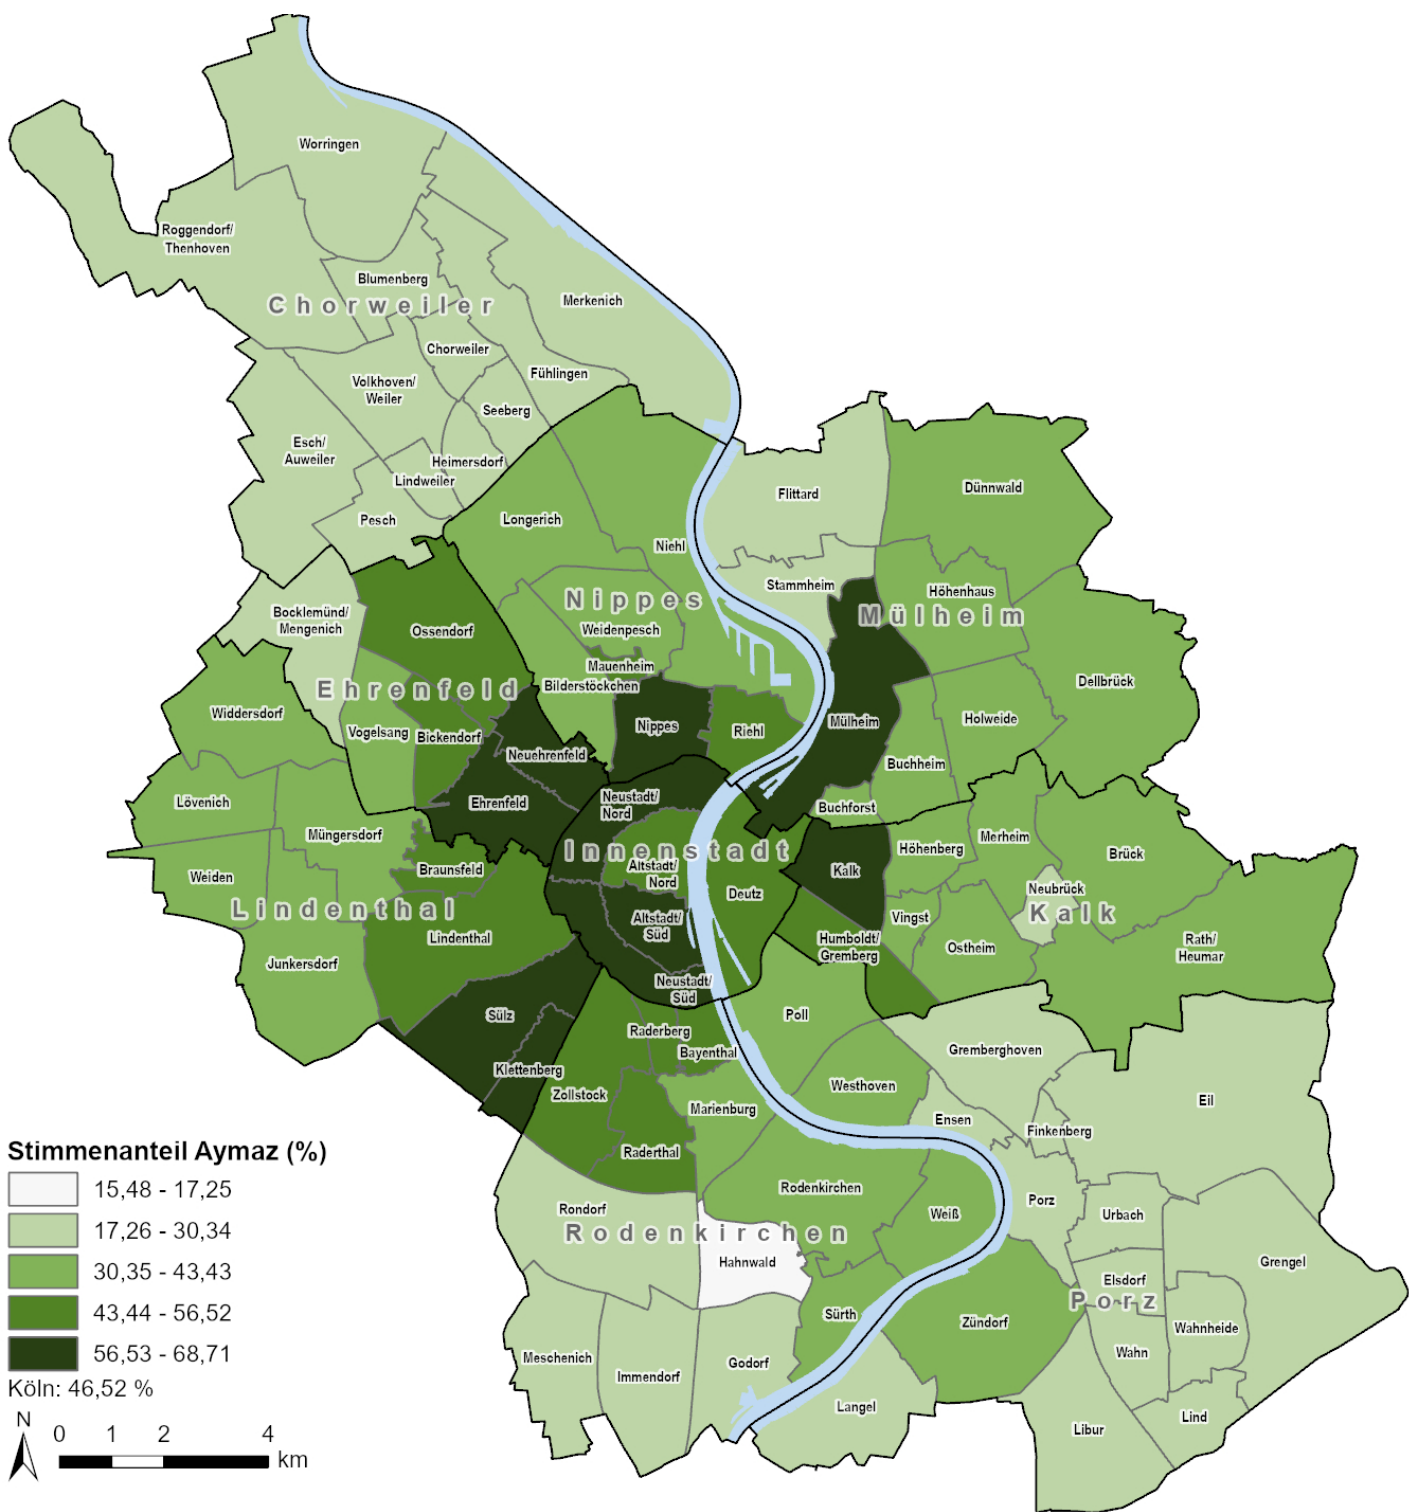 Worringen
Roggendorf/
Thenhoven
Blumenberg
Chorweiler
Merkenich
Chorweiler
Fühlingen
Volkhoven/
Weiler
Seeberg
Esch/
Auweiler
Heimersdorf
Lindweiler
Pesch
Flittard
Dünnwald
Longerich
Niehl
Stammheim
Höhenhaus
Nippes
Mülheim
Bocklemünd/
Mengenich
Ossendorf
Weidenpesch
Mauenheim
Bilderstöckchen
Dellbrück
Ehrenfeld
Widdersdorf
Vogelsang
Bickendorf
Nippes
Riehl
Mülheim
Holweide
Neuehrenfeld
Buchheim
Lövenich
Ehrenfeld
Neustadt/
Nord
Buchforst
Müngersdorf
Merheim
Höhenberg
Innenstadt
Brück
Braunsfeld
Altstadt/
Nord
Kalk
Weiden
Deutz
Neubrück
Lindenthal
Kalk
Altstadt/
Süd
Vingst
Lindenthal
Humboldt/
Gremberg
Ostheim
Rath/
Heumar
Junkersdorf
Neustadt/
Süd
Sülz
Poll
Raderberg
Bayenthal
Gremberghoven
Klettenberg
Westhoven
Zollstock
Marienburg
Eil
Ensen
Finkenberg
Raderthal
Rodenkirchen
Porz
Rondorf
Weiß
Urbach
Rodenkirchen
Hahnwald
Grengel
Elsdorf
Porz
Sürth
Zündorf
Wahnheide
Wahn
Meschenich
Godorf
Immendorf
Langel
Lind
Libur
Stimmenanteil Aymaz (%)
15,48 - 17,25
17,26 - 30,34
30,35 - 43,43
43,44 - 56,52
56,53 - 68,71
Köln: 46,52 %
N
0 1 2 4
km